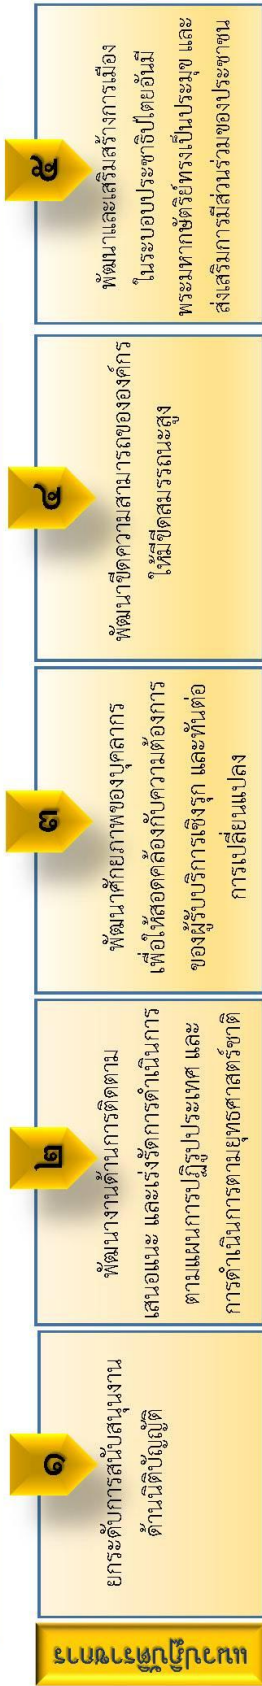 แนวปฏิบัติราชการ
๑
ยกระดับการสนับสนุนงาน
ด้านนิติบัญญัติ
๒
พัฒนางานด้านการติดตาม
เสนอแนะ และเร่งรัดการดำเนินการ
ตามแผนการปฏิรูปประเทศ และ
การดำเนินการตามยุทธศาสตร์ชาติ
๓
พัฒนาศักยภาพของบุคลากร
เพื่อให้สอดคล้องกับความต้องการ
ของผู้รับบริการเชิงรุก และทันต่อ
การเปลี่ยนแปลง
๔
พัฒนาขีดความสามารถขององค์กร
ให้มีขีดสมรรถนะสูง
๕
พัฒนาและเสริมสร้างการเมือง
ในระบอบประชาธิปไตยอันมี
พระมหากษัตริย์ทรงเป็นประมุข และ
ส่งเสริมการมีส่วนร่วมของประชาชน